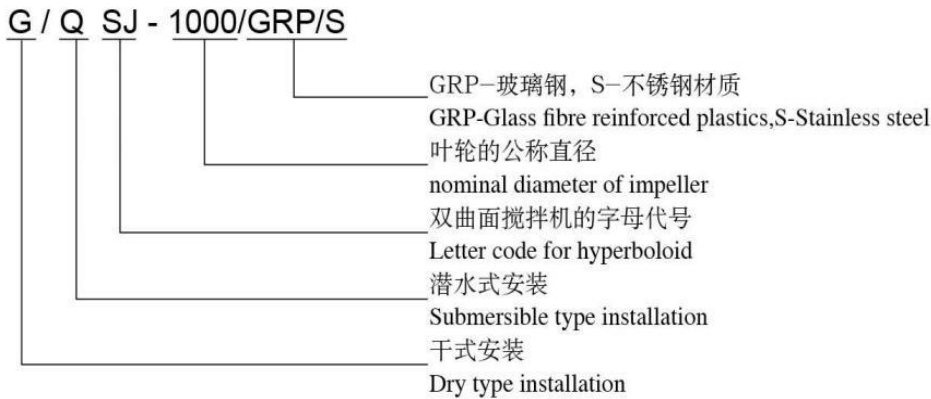 G / Q SJ - 1000/GRP/S
GRP-玻璃钢，S-不锈钢材质
GRP-Glass fibre reinforced plastics,S-Stainless steel
叶轮的公称直径
nominal diameter of impeller
双曲面搅拌机的字母代号
Letter code for hyperboloid
潜水式安装
Submersible type installation
干式安装
Dry type installation